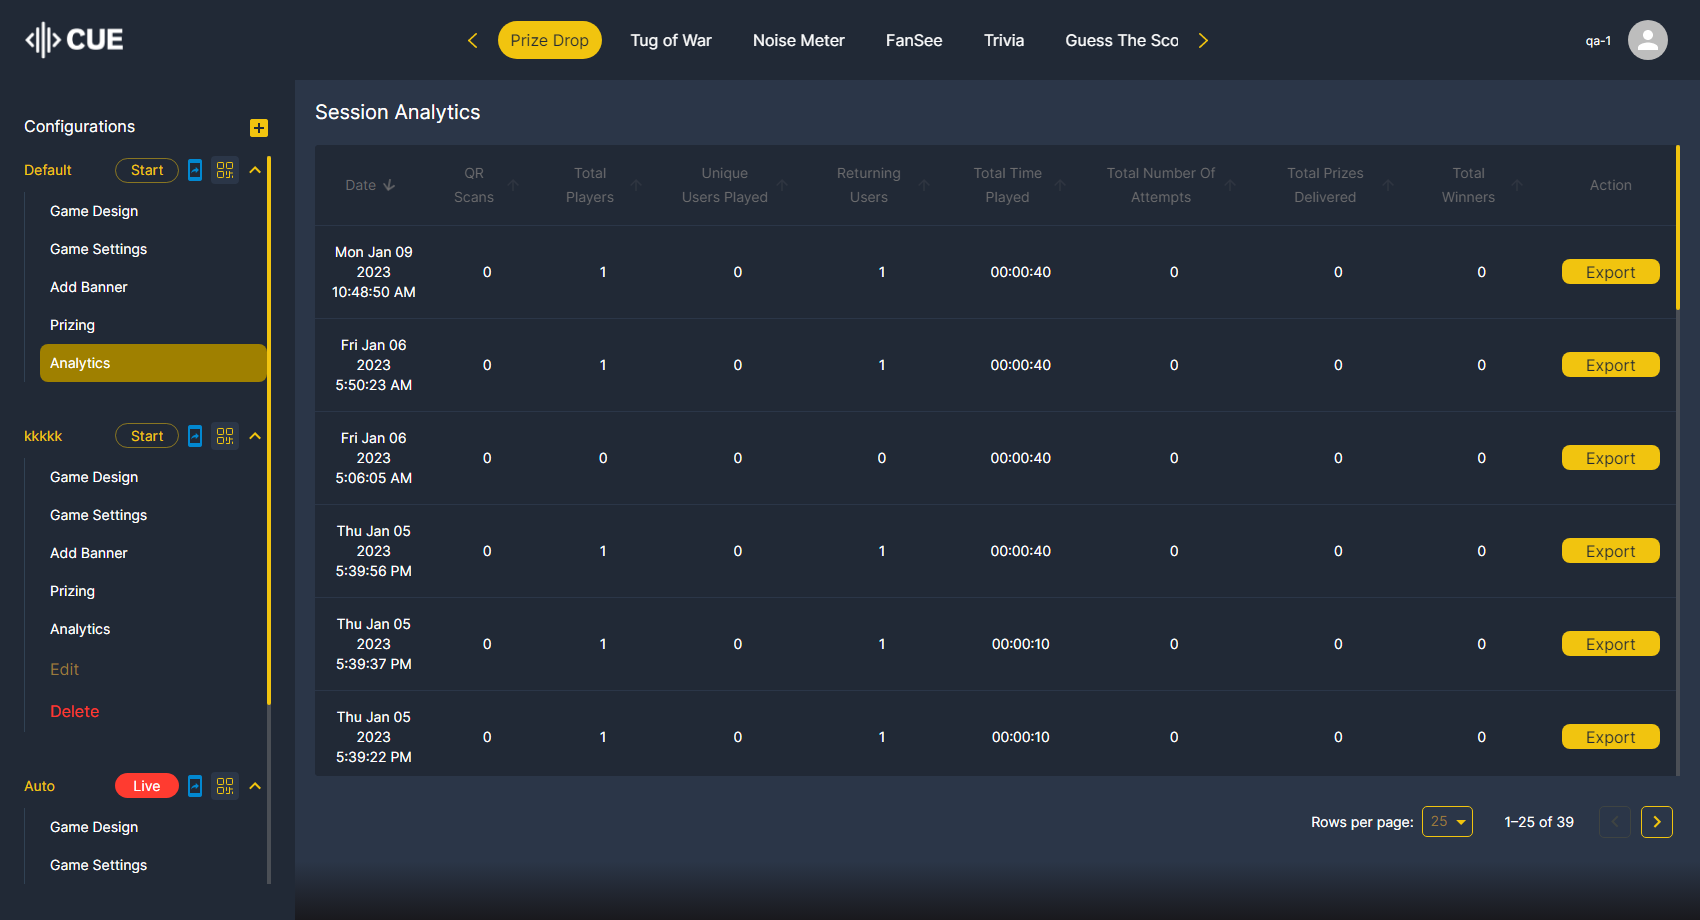 CUE
Prize Drop
Tug of War
Noise Meter
FanSee
Trivia
Guess The Sco
qa-1
Configurations
Default
Start
Game Design
Game Settings
Add Banner
Prizing
Analytics
kkkkk
Start
Game Design
Game Settings
Add Banner
Prizing
Analytics
Edit
Delete
Auto
Live
Game Design
Game Settings
Session Analytics
Date
QR
Scans
Total
Players
Unique
Users Played
Returning
Users
Total Time
Played
Total Number Of
Attempts
Total Prizes
Delivered
Total
Winners
Action
Mon Jan 09
2023
10:48:50 AM
0
1
0
1
00:00:40
0
0
0
Export
Fri Jan 06
2023
5:50:23 AM
0
1
0
1
00:00:40
0
0
0
Export
Fri Jan 06
2023
5:06:05 AM
0
0
0
0
00:00:40
0
0
0
Export
Thu Jan 05
2023
5:39:56 PM
0
1
0
1
00:00:40
0
0
0
Export
Thu Jan 05
2023
5:39:37 PM
0
1
0
1
00:00:10
0
0
0
Export
Thu Jan 05
2023
5:39:22 PM
0
1
0
1
00:00:10
0
0
0
Export
Rows per page:
25
1–25 of 39